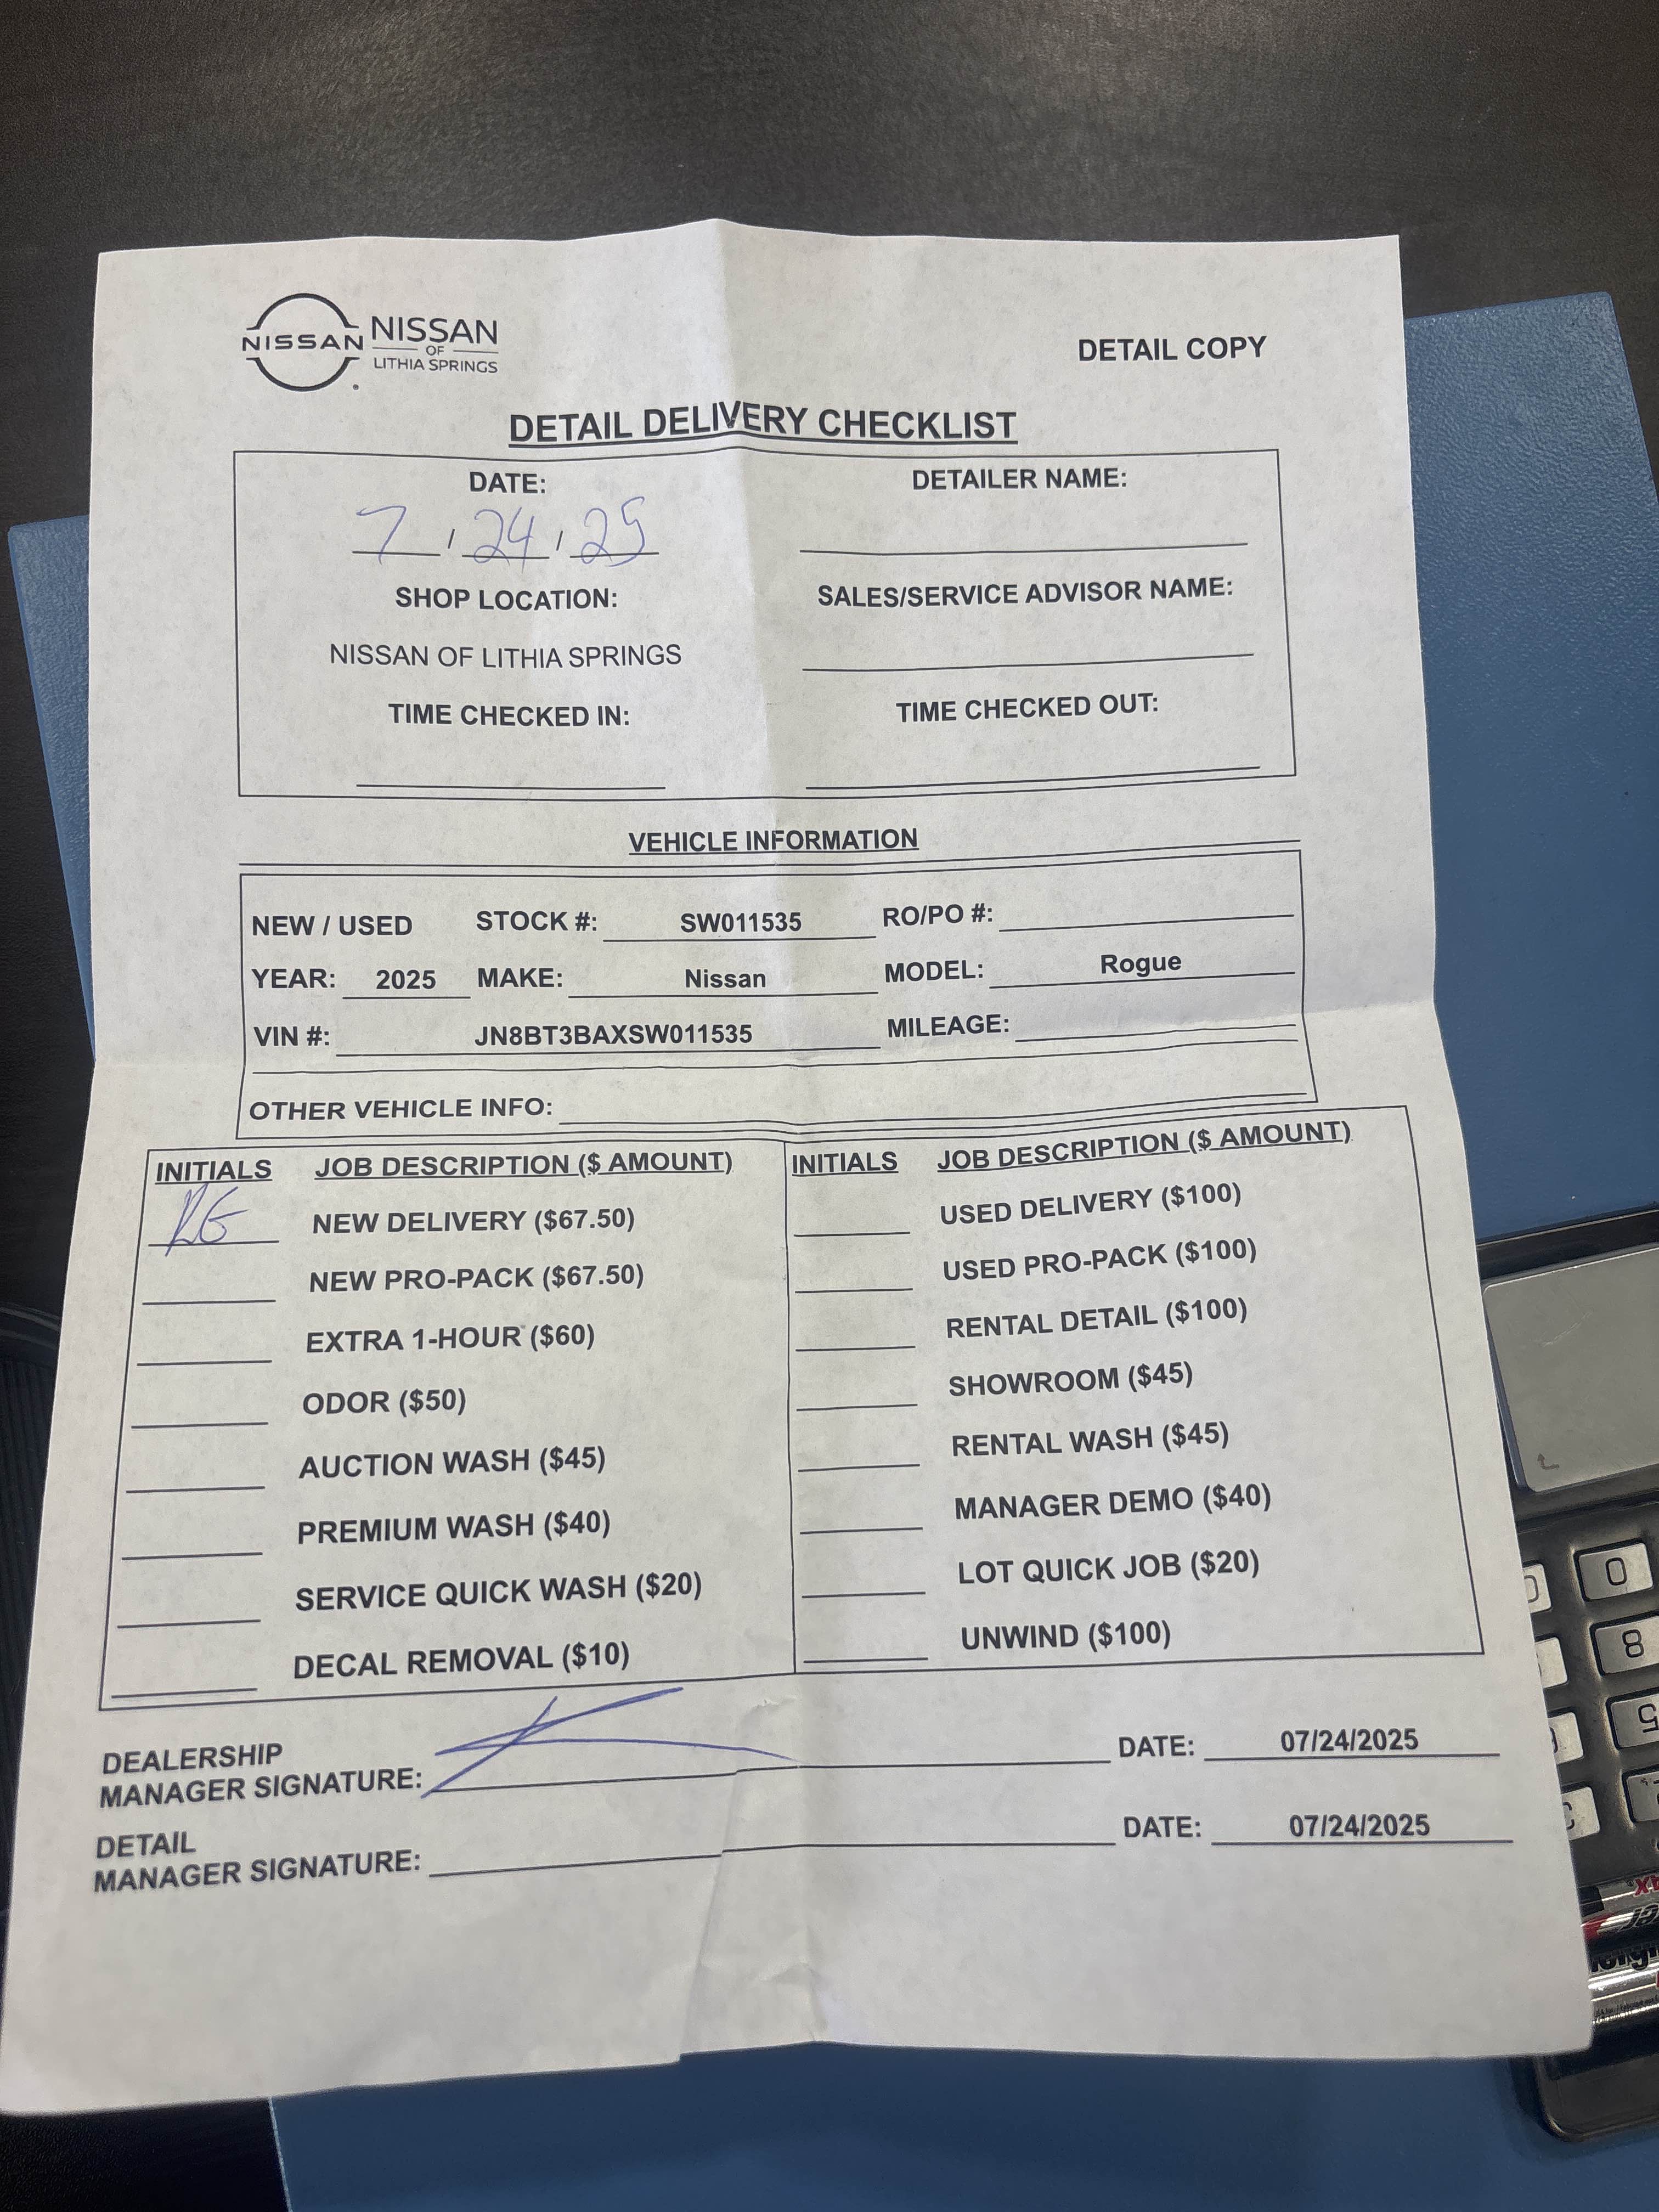 NISSAN NISSAN
OF
LITHIA SPRINGS
DETAIL COPY
DETAIL DELIVERY CHECKLIST
DATE: DETAILER NAME:
7 / 24 / 25
SHOP LOCATION: SALES/SERVICE ADVISOR NAME:
NISSAN OF LITHIA SPRINGS
TIME CHECKED IN: TIME CHECKED OUT:
VEHICLE INFORMATION
NEW / USED STOCK #: SW011535 RO/PO #:
YEAR: 2025 MAKE: Nissan MODEL: Rogue
VIN #: JN8BT3BAXSW011535 MILEAGE:
OTHER VEHICLE INFO:
INITIALS JOB DESCRIPTION ($ AMOUNT) INITIALS JOB DESCRIPTION ($ AMOUNT)
RG NEW DELIVERY ($67.50) USED DELIVERY ($100)
NEW PRO-PACK ($67.50) USED PRO-PACK ($100)
EXTRA 1-HOUR ($60) RENTAL DETAIL ($100)
ODOR ($50) SHOWROOM ($45)
AUCTION WASH ($45) RENTAL WASH ($45)
PREMIUM WASH ($40) MANAGER DEMO ($40)
SERVICE QUICK WASH ($20) LOT QUICK JOB ($20)
DECAL REMOVAL ($10) UNWIND ($100)
DEALERSHIP
MANAGER SIGNATURE: DATE: 07/24/2025
DETAIL
MANAGER SIGNATURE: DATE: 07/24/2025
0
8
5